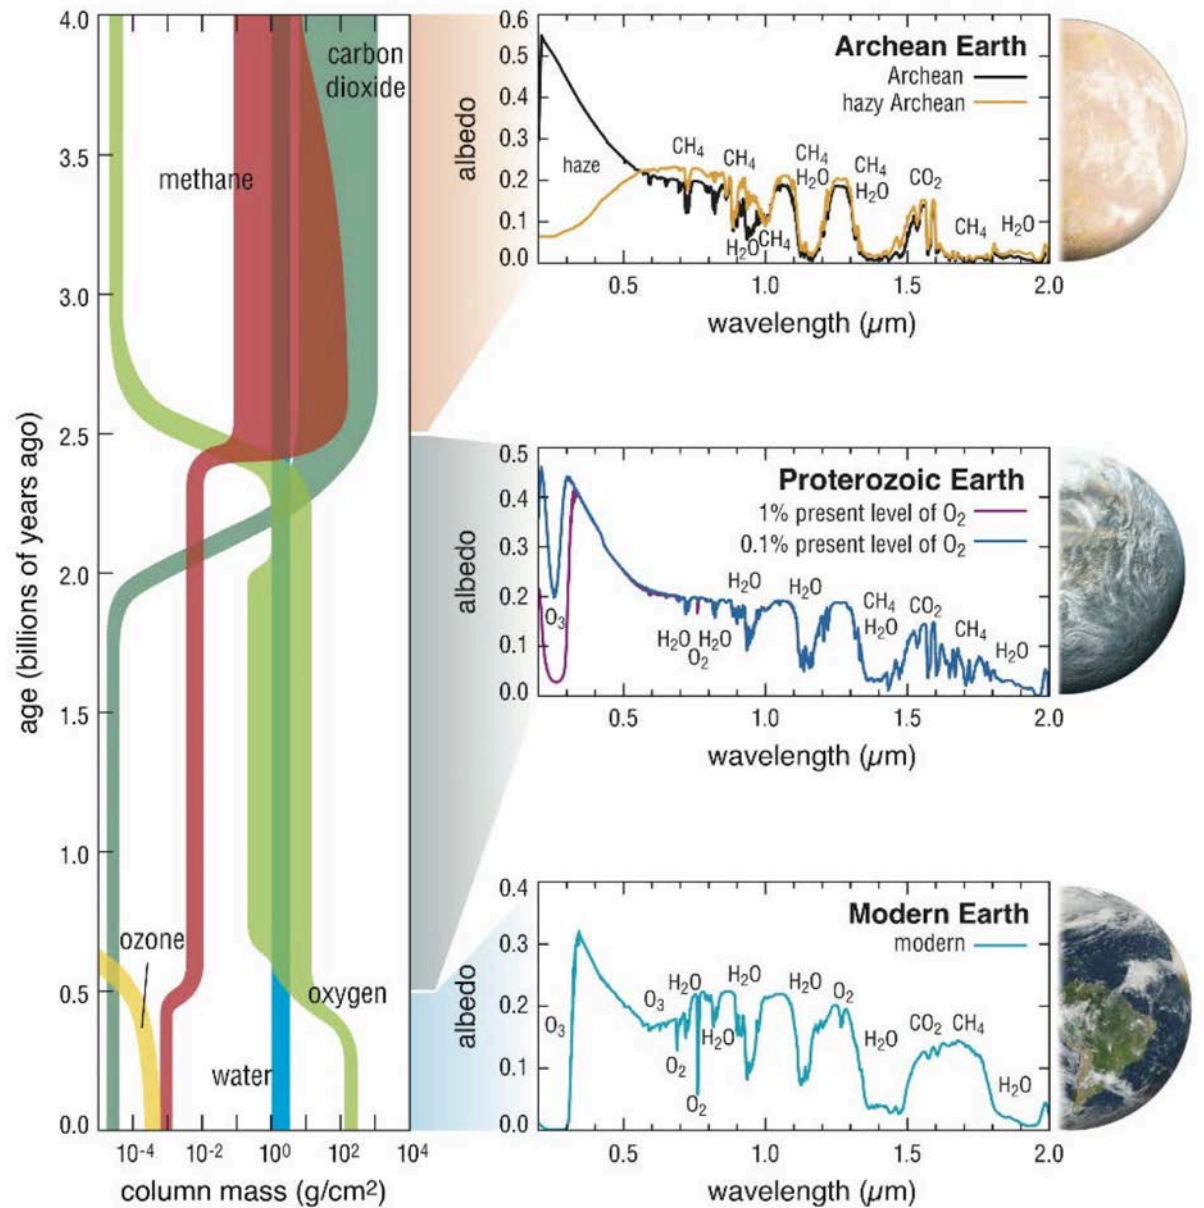 4.0
3.5
3.0
2.5
2.0
1.5
1.0
0.5
0.0
age (billions of years ago)
carbon
dioxide
methane
ozone
oxygen
water
10⁻⁴ 10⁻² 10⁰ 10² 10⁴
column mass (g/cm²)
Archean Earth
Archean
hazy Archean
albedo
0.6
0.5
0.4
0.3
0.2
0.1
0.0
haze
CH₄
CH₄
CH₄
H₂O
CH₄
H₂O
CO₂
H₂O
CH₄
CH₄
H₂O
0.5 1.0 1.5 2.0
wavelength (µm)
Proterozoic Earth
1% present level of O₂
0.1% present level of O₂
albedo
0.5
0.4
0.3
0.2
0.1
0.0
O₃
H₂O
H₂O
O₂
H₂O
H₂O
CH₄
H₂O
CO₂
CH₄
H₂O
0.5 1.0 1.5 2.0
wavelength (µm)
Modern Earth
modern
albedo
0.4
0.3
0.2
0.1
0.0
O₃
O₃
H₂O
O₂
O₂
H₂O
H₂O
H₂O
O₂
H₂O
CO₂
CH₄
H₂O
0.5 1.0 1.5 2.0
wavelength (µm)